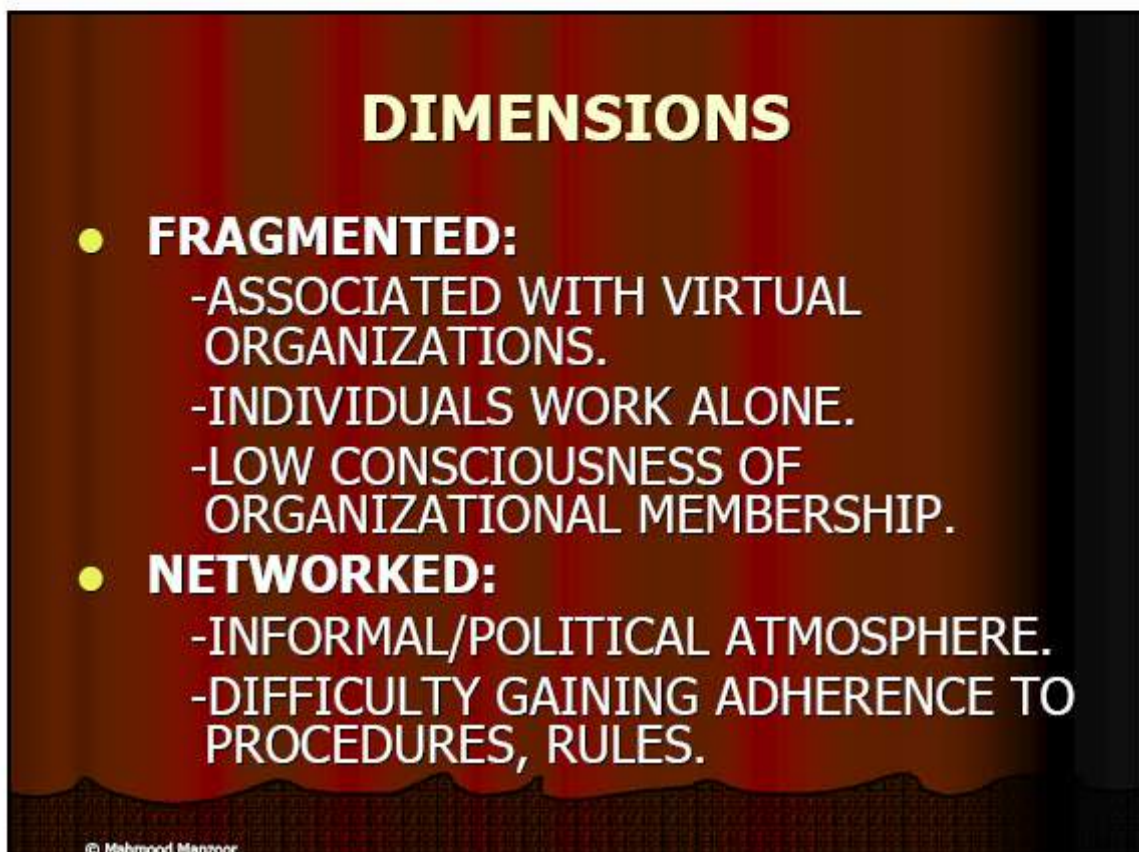 DIMENSIONS
FRAGMENTED:
-ASSOCIATED WITH VIRTUAL
ORGANIZATIONS.
-INDIVIDUALS WORK ALONE.
-LOW CONSCIOUSNESS OF
ORGANIZATIONAL MEMBERSHIP.
NETWORKED:
-INFORMAL/POLITICAL ATMOSPHERE.
-DIFFICULTY GAINING ADHERENCE TO
PROCEDURES, RULES.
© Mahmood Manzoor